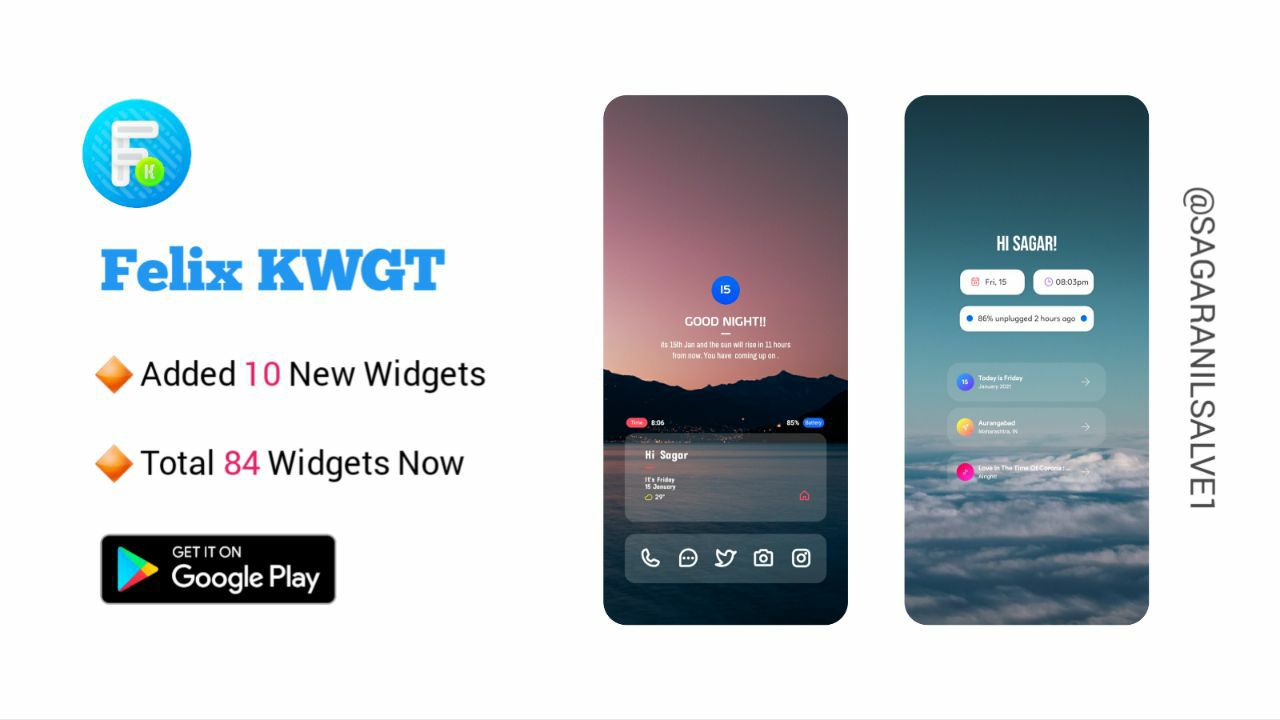 F
K
Felix KWGT
Added 10 New Widgets
Total 84 Widgets Now
GET IT ON
Google Play
15
GOOD NIGHT!!
its 15th Jan and the sun will rise in 11 hours
from now. You have coming up on .
Time 8:06
85% Battery
Hi Sagar
It's Friday
15 January
29°
HI SAGAR!
Fri, 15
08:03pm
86% unplugged 2 hours ago
15
Today is Friday
January 2021
Aurangabad
Maharashtra, IN
Love In The Time Of Corona :...
Alright!
@SAGARANILSALVE1